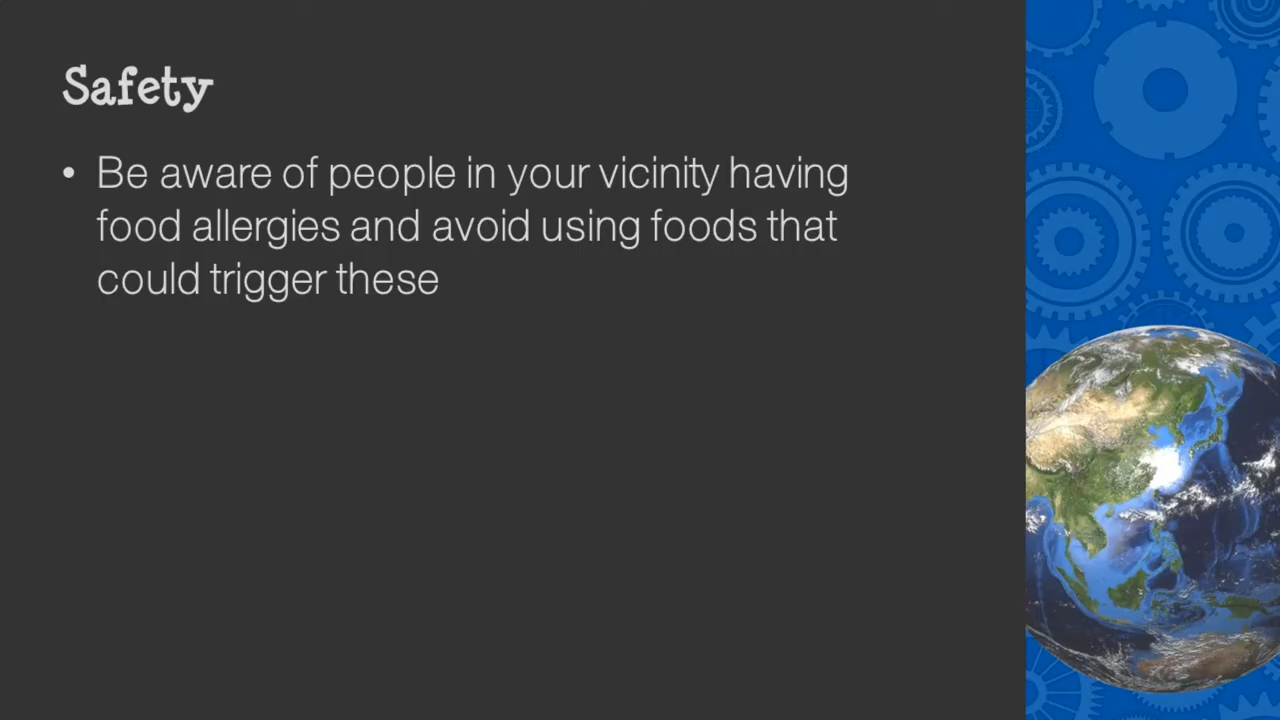 Safety
• Be aware of people in your vicinity having
food allergies and avoid using foods that
could trigger these